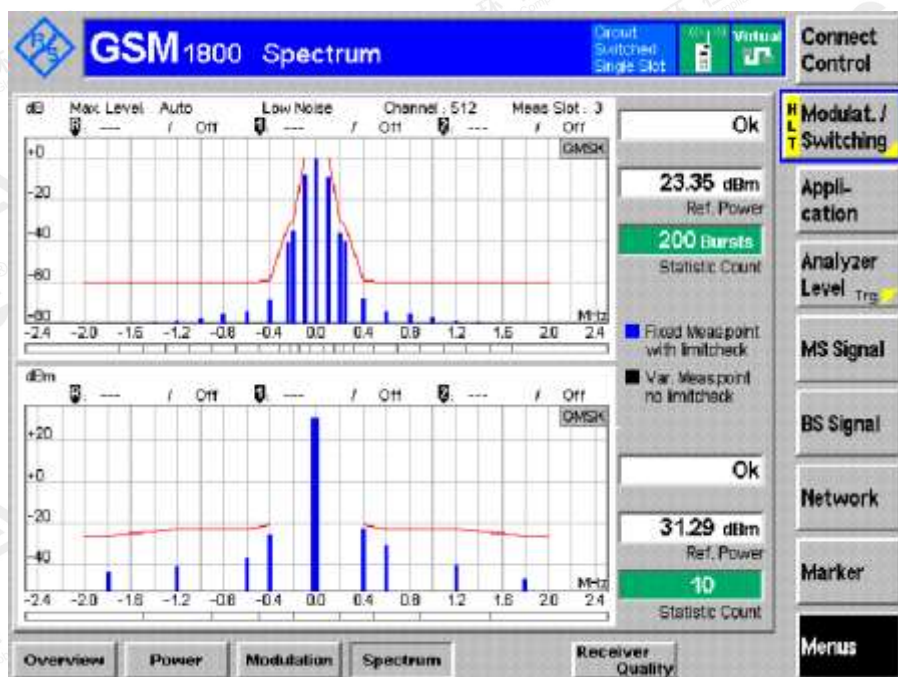 R&S
GSM 1800 Spectrum
Circuit
Switched
Single Slot
Virtual
Connect
Control
dB Max. Level Auto Low Noise Channel : 512 Meas Slot : 3
0. --- / Off 1. --- / Off 2. --- / Off
GMSK
+0
-20
-40
-60
-80
MHz
-2.4 -2.0 -1.6 -1.2 -0.8 -0.4 0.0 0.4 0.8 1.2 1.6 2.0 2.4
Ok
23.35 dBm
Ref. Power
200 Bursts
Statistic Count
Fixed Meas.point
with limitcheck
Var. Meas.point
no limitcheck
dBm
--- / Off --- / Off --- / Off
GMSK
+20
+0
-20
-40
MHz
-2.4 -2.0 -1.6 -1.2 -0.8 -0.4 0.0 0.4 0.8 1.2 1.6 2.0 2.4
Ok
31.29 dBm
Ref. Power
10
Statistic Count
H
L
T
Modulat. /
Switching
Appli-
cation
Analyzer
Level Trg.
MS Signal
BS Signal
Network
Marker
Menus
Overview
Power
Modulation
Spectrum
Receiver
Quality